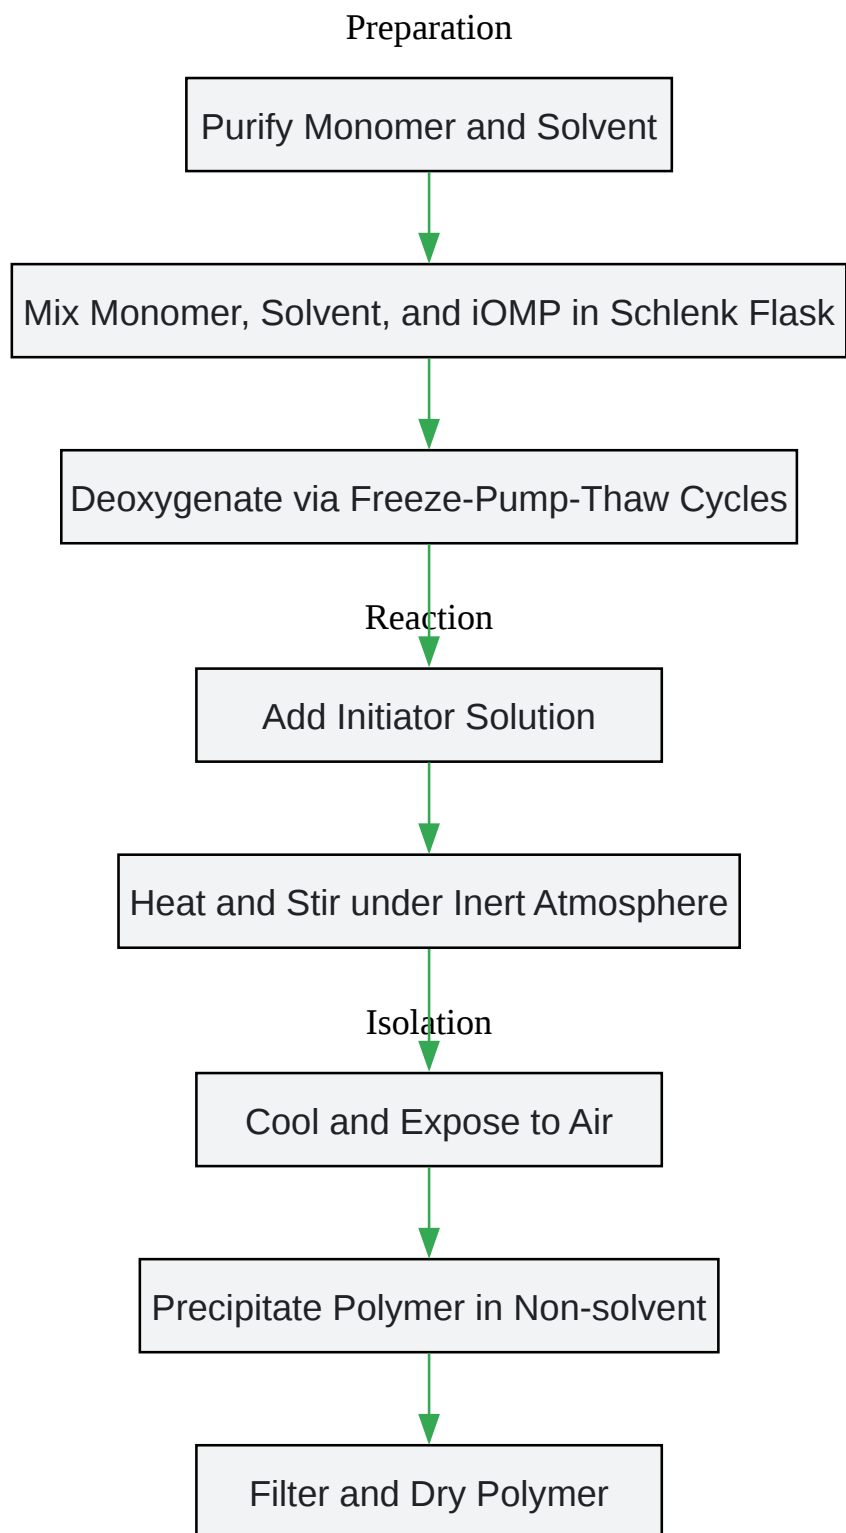 Preparation
Purify Monomer and Solvent
Mix Monomer, Solvent, and iOMP in Schlenk Flask
Deoxygenate via Freeze-Pump-Thaw Cycles
Reaction
Add Initiator Solution
Heat and Stir under Inert Atmosphere
Isolation
Cool and Expose to Air
Precipitate Polymer in Non-solvent
Filter and Dry Polymer